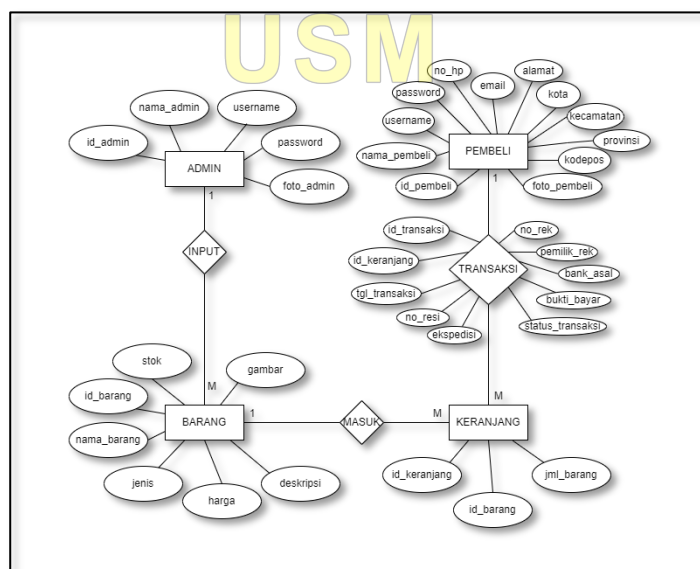 USM
no_hp
alamat
email
password
kota
nama_admin
username
kecamatan
username
provinsi
id_admin
password
PEMBELI
nama_pembeli
kodepos
ADMIN
id_pembeli
foto_pembeli
foto_admin
1
1
id_transaksi
no_rek
INPUT
pemilik_rek
id_keranjang
TRANSAKSI
bank_asal
tgl_transaksi
bukti_bayar
no_resi
status_transaksi
ekspedisi
stok
gambar
M
M
id_barang
1
M
BARANG
MASUK
KERANJANG
nama_barang
id_keranjang
jml_barang
jenis
deskripsi
harga
id_barang